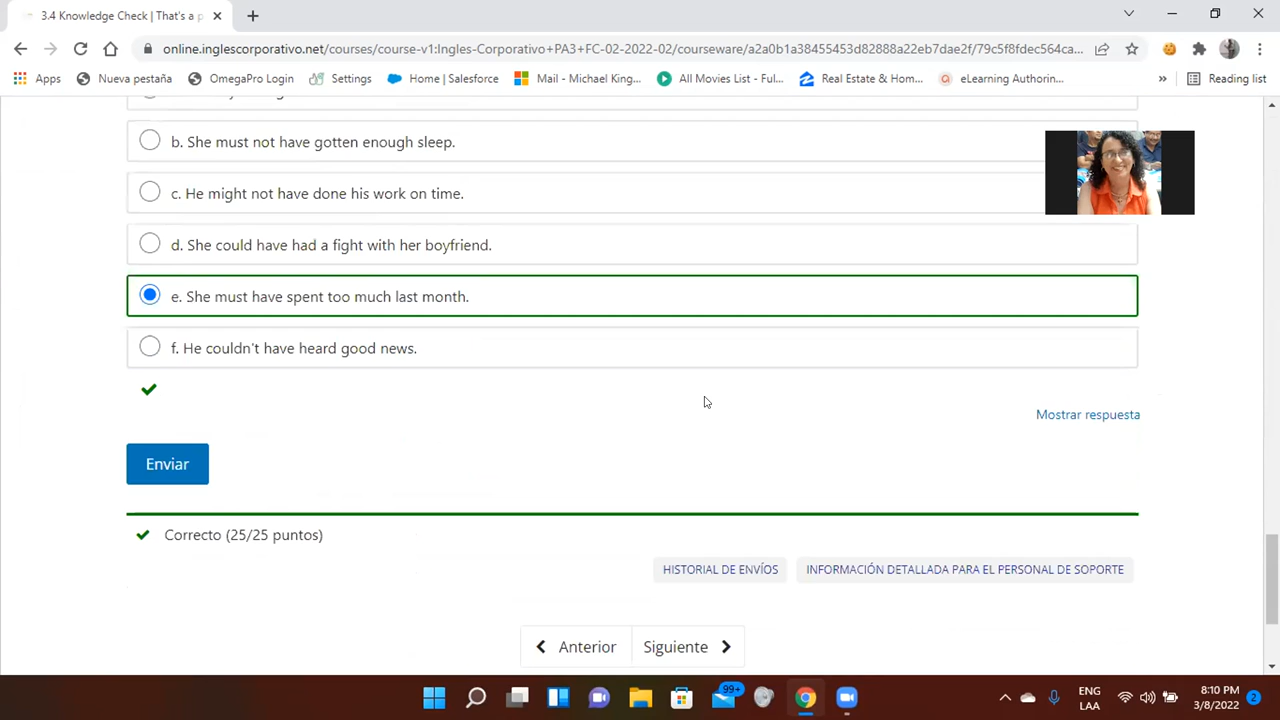 3.4 Knowledge Check | That's a p
online.inglescorporativo.net/courses/course-v1:Ingles-Corporativo+PA3+FC-02-2022-02/courseware/a2a0b1a38455453d82888a22eb7dae2f/79c5f8fdec564ca...
Apps Nueva pestaña OmegaPro Login Settings Home | Salesforce Mail - Michael King... All Movies List - Ful... Real Estate & Hom... eLearning Authorin... » Reading list
b. She must not have gotten enough sleep.
c. He might not have done his work on time.
d. She could have had a fight with her boyfriend.
e. She must have spent too much last month.
f. He couldn't have heard good news.
Mostrar respuesta
Enviar
Correcto (25/25 puntos)
HISTORIAL DE ENVÍOS INFORMACIÓN DETALLADA PARA EL PERSONAL DE SOPORTE
Anterior Siguiente
99+ ENG 8:10 PM
LAA 3/8/2022 2